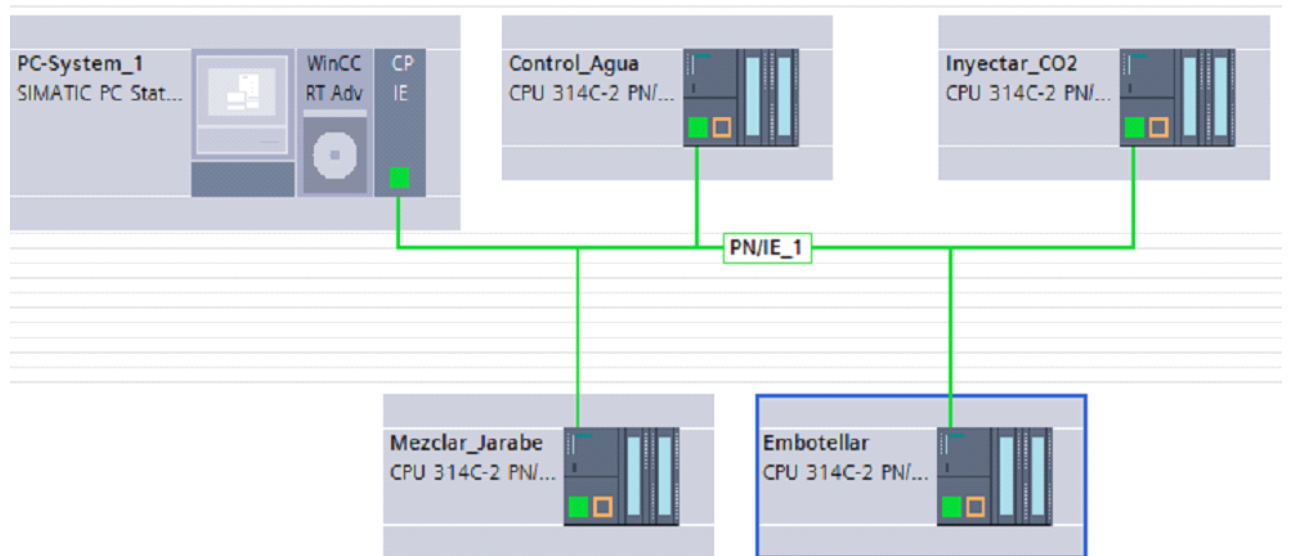 PC-System_1
SIMATIC PC Stat...
WinCC
RT Adv
CP
IE
Control_Agua
CPU 314C-2 PN/...
Inyectar_CO2
CPU 314C-2 PN/...
PN/IE_1
Mezclar_Jarabe
CPU 314C-2 PN/...
Embotellar
CPU 314C-2 PN/...